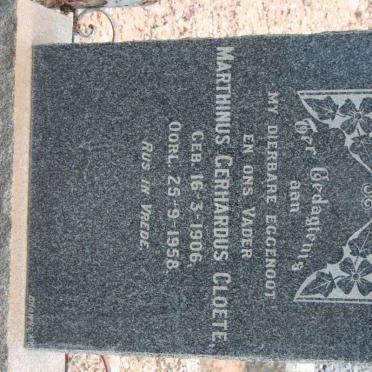 Ter Gedagtenis
aan
MY DIERBARE EGGENOOT
EN ONS VADER
MARTHINUS GERHARDUS CLOETE,
GEB. 16-3-1906,
OORL. 25-9-1958.
RUS IN VREDE.